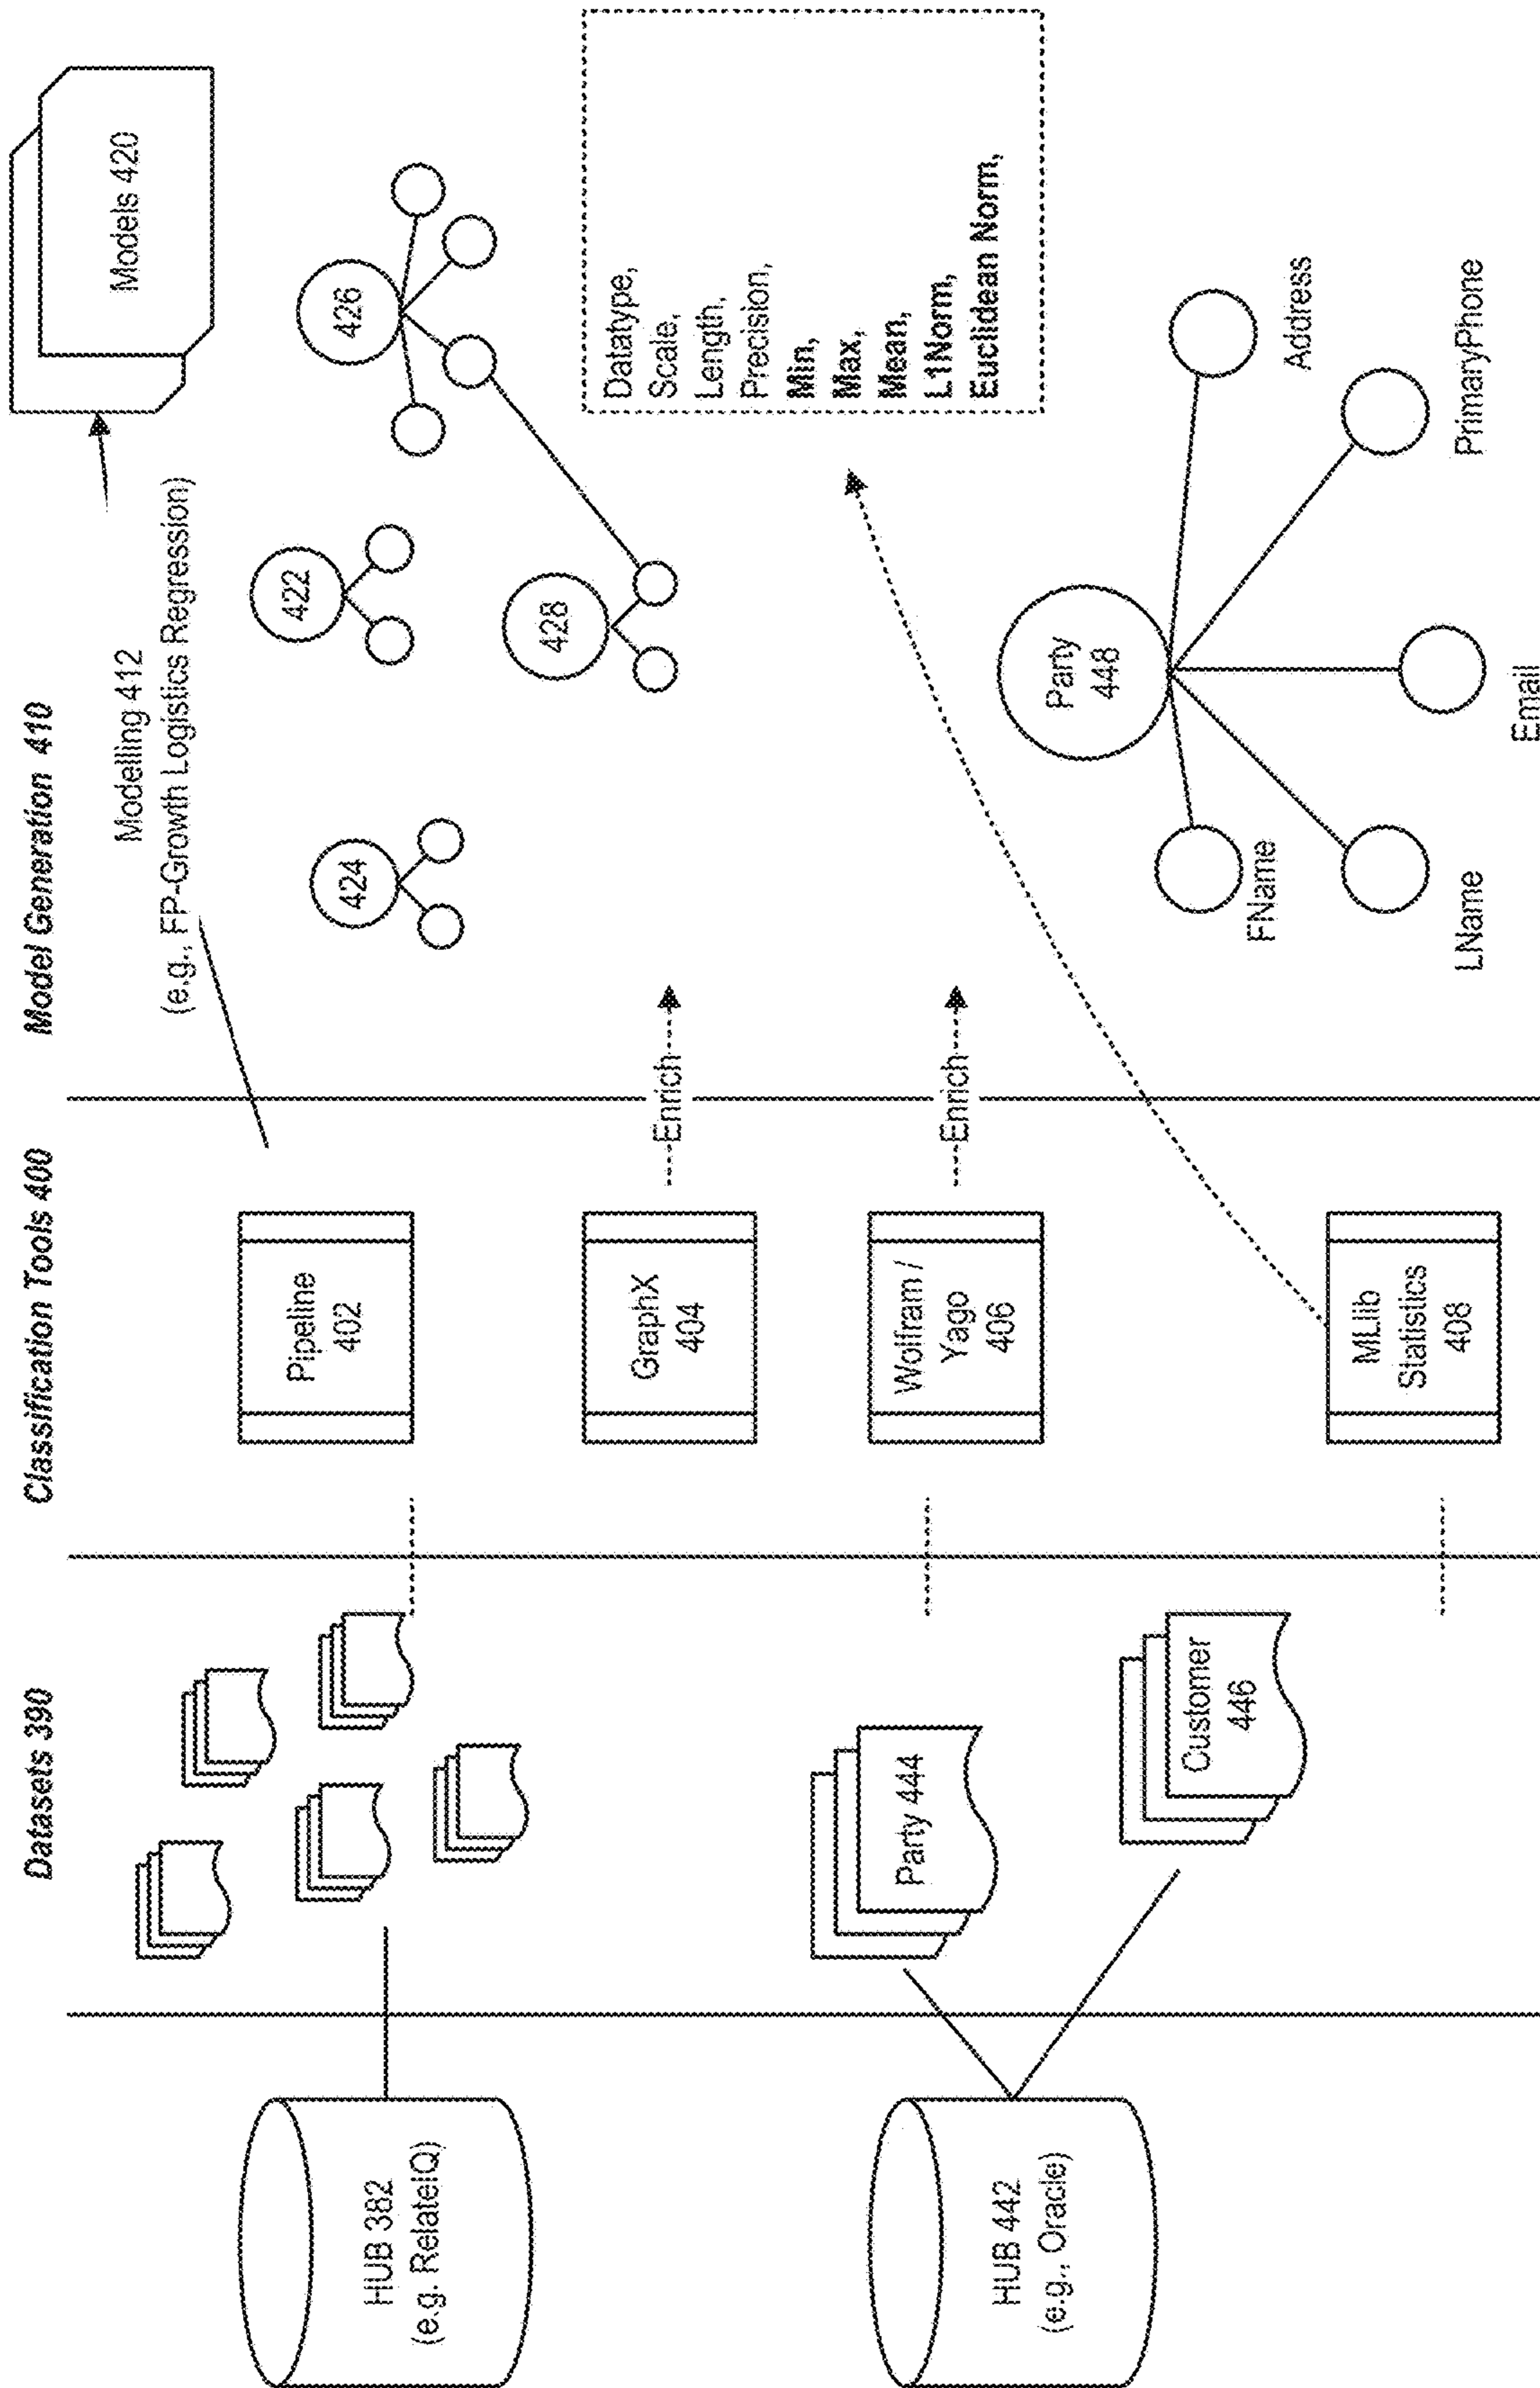 Datasets 390
Classification Tools 400
Model Generation 410
HUB 382
(e.g. RelateIQ)
HUB 442
(e.g., Oracle)
Party 444
Customer
446
Pipeline
402
GraphX
404
Wolfram /
Yago
406
MLlib
Statistics
408
Enrich
Enrich
Modelling 412
(e.g., FP-Growth Logistics Regression)
Models 420
424
422
426
428
Datatype,
Scale,
Length,
Precision,
Min,
Max,
Mean,
L1Norm,
Euclidean Norm,
Party
448
FName
LName
Email
PrimaryPhone
Address